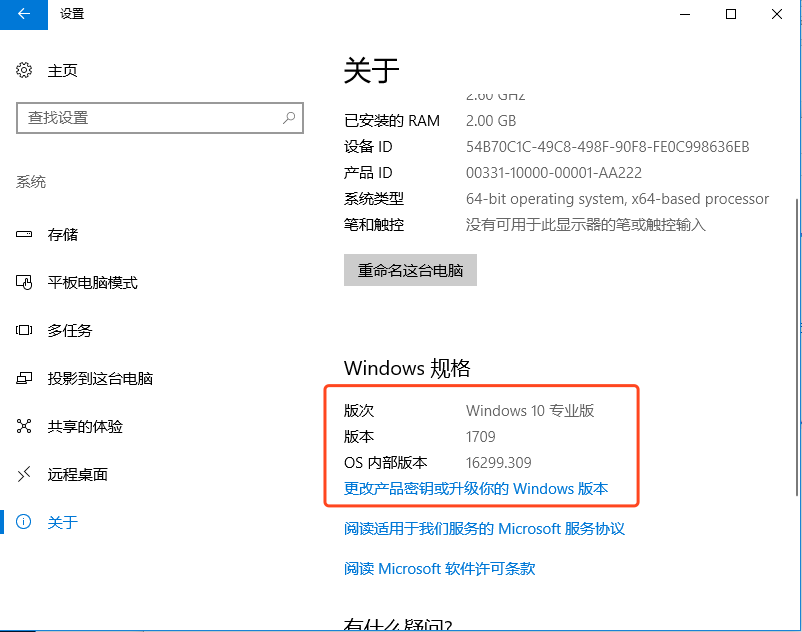 设置
主页
查找设置
系统
存储
平板电脑模式
多任务
投影到这台电脑
共享的体验
远程桌面
关于
关于
2.60 GHz
已安装的 RAM 2.00 GB
设备 ID 54B70C1C-49C8-498F-90F8-FE0C998636EB
产品 ID 00331-10000-00001-AA222
系统类型 64-bit operating system, x64-based processor
笔和触控 没有可用于此显示器的笔或触控输入
重命名这台电脑
Windows 规格
版次 Windows 10 专业版
版本 1709
OS 内部版本 16299.309
更改产品密钥或升级你的 Windows 版本
阅读适用于我们服务的 Microsoft 服务协议
阅读 Microsoft 软件许可条款
有什么疑问?